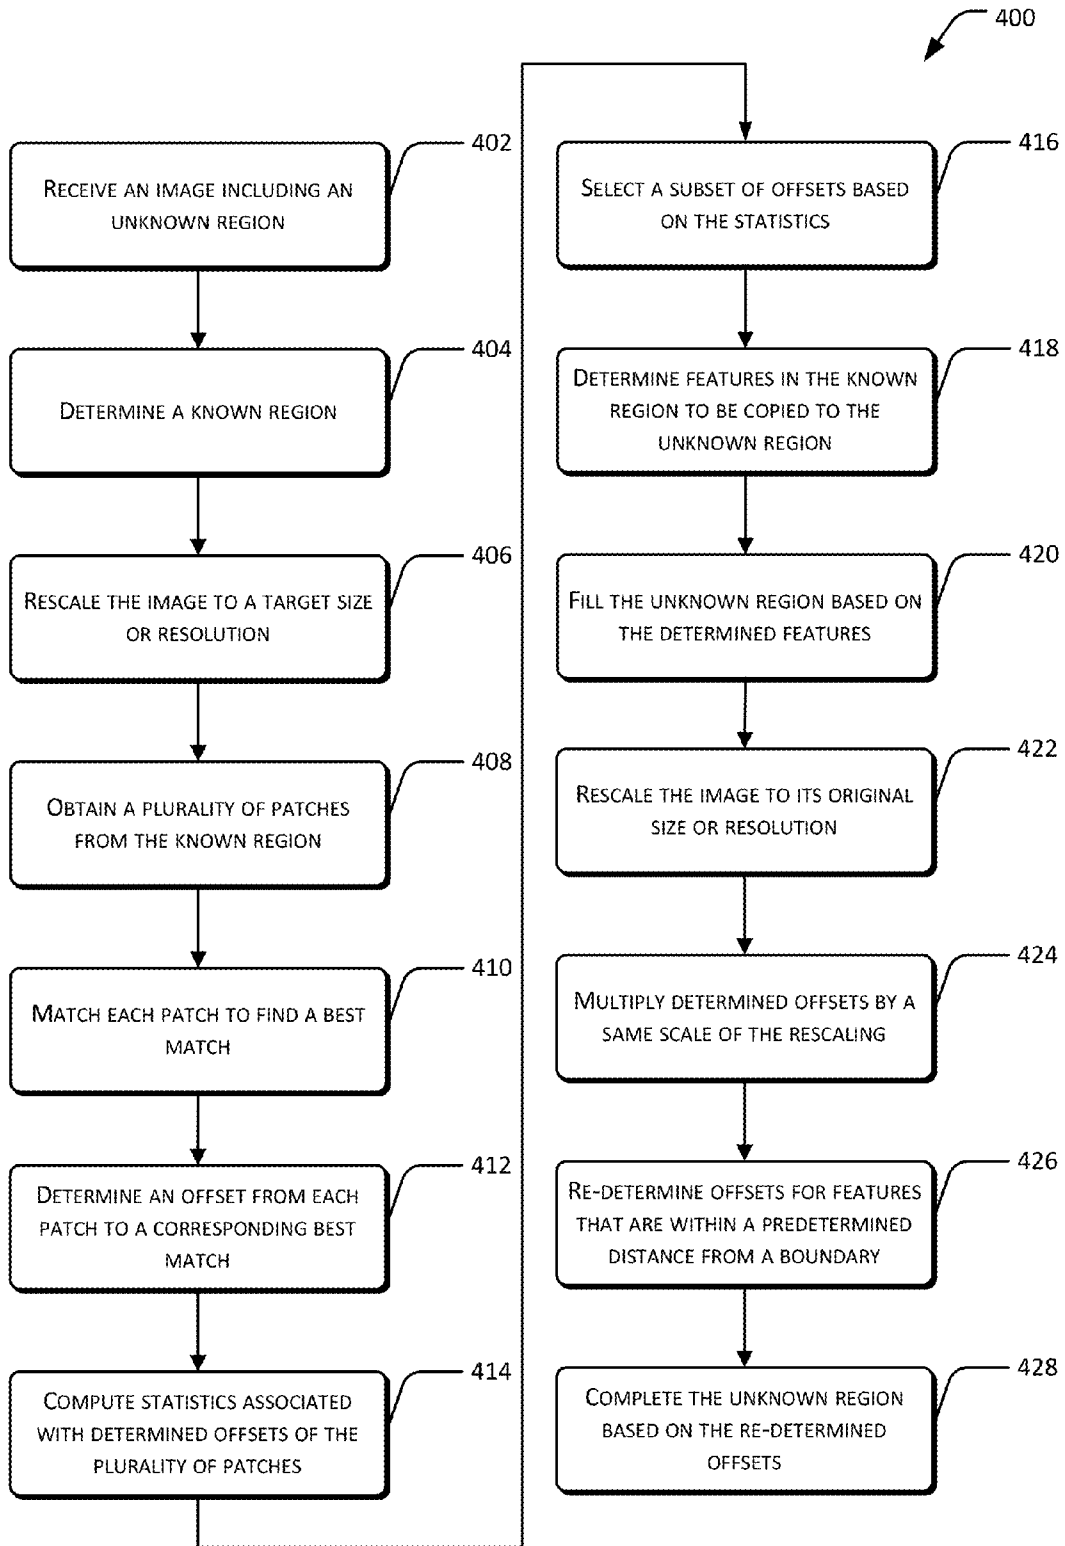 400
402
RECEIVE AN IMAGE INCLUDING AN
UNKNOWN REGION
404
DETERMINE A KNOWN REGION
406
RESCALE THE IMAGE TO A TARGET SIZE
OR RESOLUTION
408
OBTAIN A PLURALITY OF PATCHES
FROM THE KNOWN REGION
410
MATCH EACH PATCH TO FIND A BEST
MATCH
412
DETERMINE AN OFFSET FROM EACH
PATCH TO A CORRESPONDING BEST
MATCH
414
COMPUTE STATISTICS ASSOCIATED
WITH DETERMINED OFFSETS OF THE
PLURALITY OF PATCHES
416
SELECT A SUBSET OF OFFSETS BASED
ON THE STATISTICS
418
DETERMINE FEATURES IN THE KNOWN
REGION TO BE COPIED TO THE
UNKNOWN REGION
420
FILL THE UNKNOWN REGION BASED ON
THE DETERMINED FEATURES
422
RESCALE THE IMAGE TO ITS ORIGINAL
SIZE OR RESOLUTION
424
MULTIPLY DETERMINED OFFSETS BY A
SAME SCALE OF THE RESCALING
426
RE-DETERMINE OFFSETS FOR FEATURES
THAT ARE WITHIN A PREDETERMINED
DISTANCE FROM A BOUNDARY
428
COMPLETE THE UNKNOWN REGION
BASED ON THE RE-DETERMINED
OFFSETS